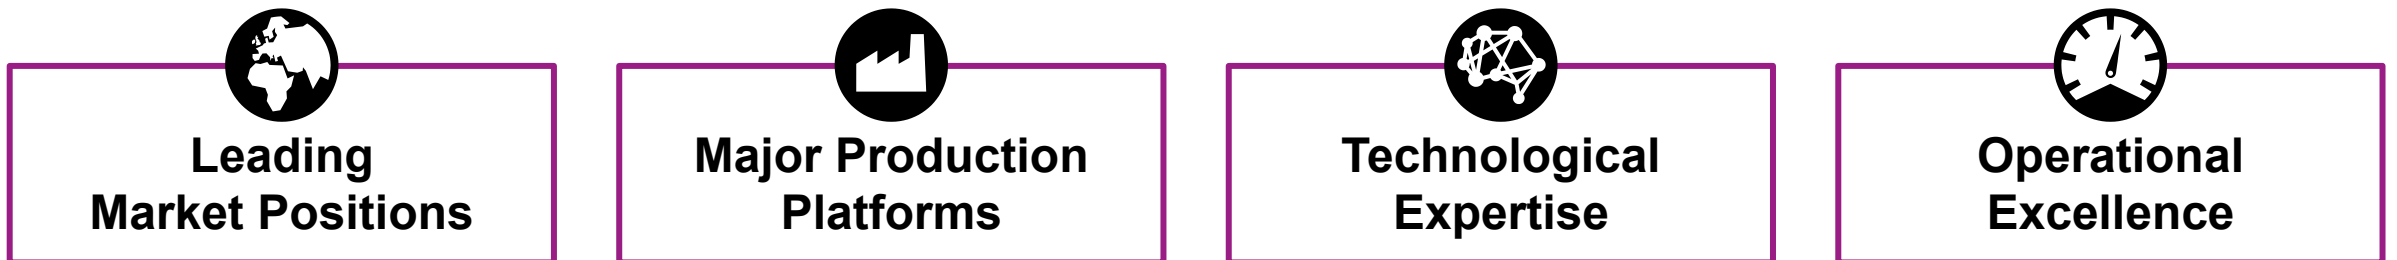 Leading
Market Positions
Major Production
Platforms
Technological
Expertise
Operational
Excellence